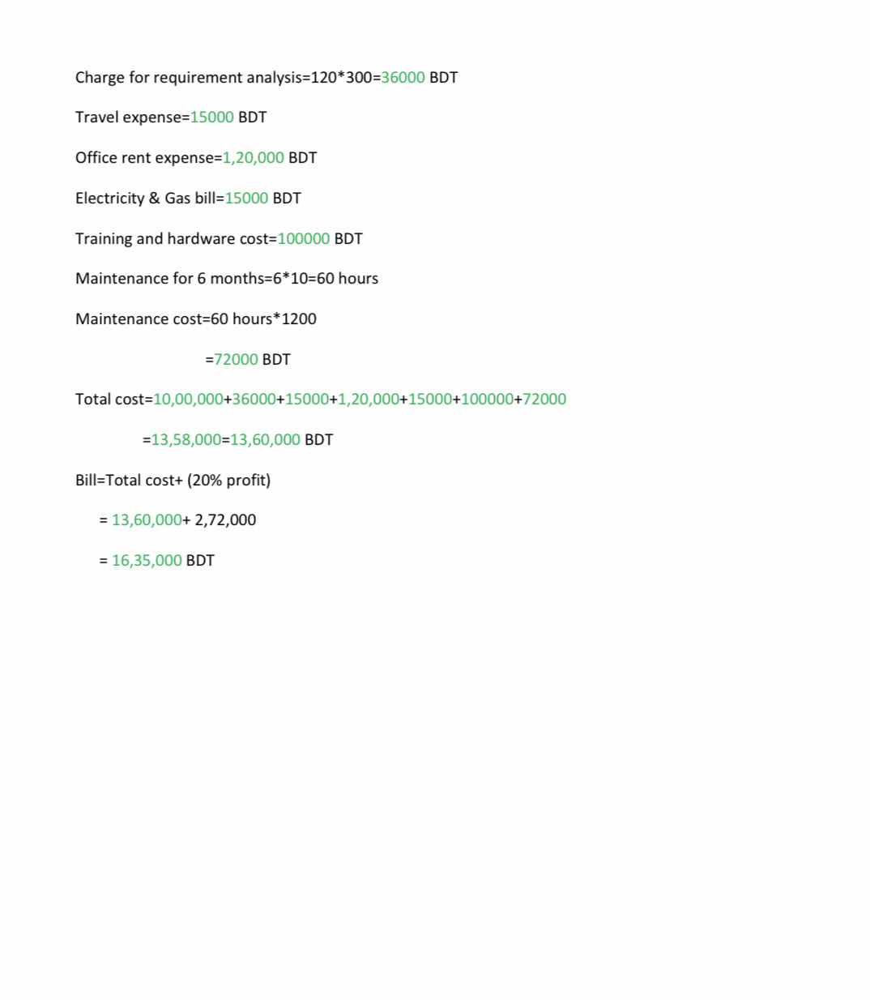 Charge for requirement analysis=120*300=36000 BDT
Travel expense=15000 BDT
Office rent expense=1,20,000 BDT
Electricity & Gas bill=15000 BDT
Training and hardware cost=100000 BDT
Maintenance for 6 months=6*10=60 hours
Maintenance cost=60 hours*1200
=72000 BDT
Total cost=10,00,000+36000+15000+1,20,000+15000+100000+72000
=13,58,000=13,60,000 BDT
Bill=Total cost+ (20% profit)
= 13,60,000+ 2,72,000
= 16,35,000 BDT